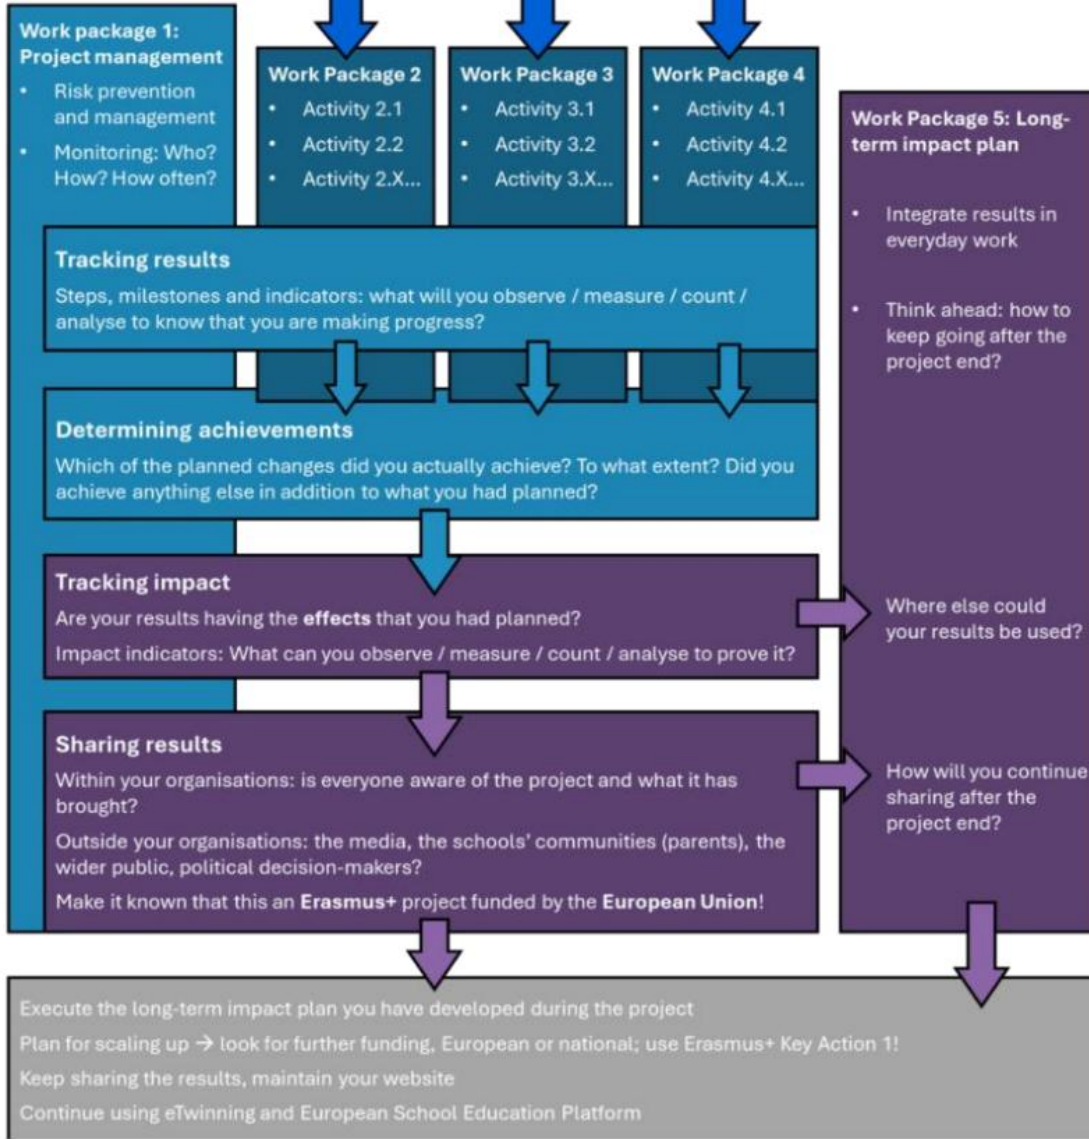 Work package 1:
Project management
• Risk prevention
and management
• Monitoring: Who?
How? How often?
Work Package 2
• Activity 2.1
• Activity 2.2
• Activity 2.X...
Work Package 3
• Activity 3.1
• Activity 3.2
• Activity 3.X...
Work Package 4
• Activity 4.1
• Activity 4.2
• Activity 4.X...
Work Package 5: Long-
term impact plan
• Integrate results in
everyday work
• Think ahead: how to
keep going after the
project end?
Tracking results
Steps, milestones and indicators: what will you observe / measure / count /
analyse to know that you are making progress?
Determining achievements
Which of the planned changes did you actually achieve? To what extent? Did you
achieve anything else in addition to what you had planned?
Tracking impact
Are your results having the effects that you had planned?
Impact indicators: What can you observe / measure / count / analyse to prove it?
Where else could
your results be used?
Sharing results
Within your organisations: is everyone aware of the project and what it has
brought?
Outside your organisations: the media, the schools' communities (parents), the
wider public, political decision-makers?
Make it known that this an Erasmus+ project funded by the European Union!
How will you continue
sharing after the
project end?
Execute the long-term impact plan you have developed during the project
Plan for scaling up → look for further funding, European or national; use Erasmus+ Key Action 1!
Keep sharing the results, maintain your website
Continue using eTwinning and European School Education Platform